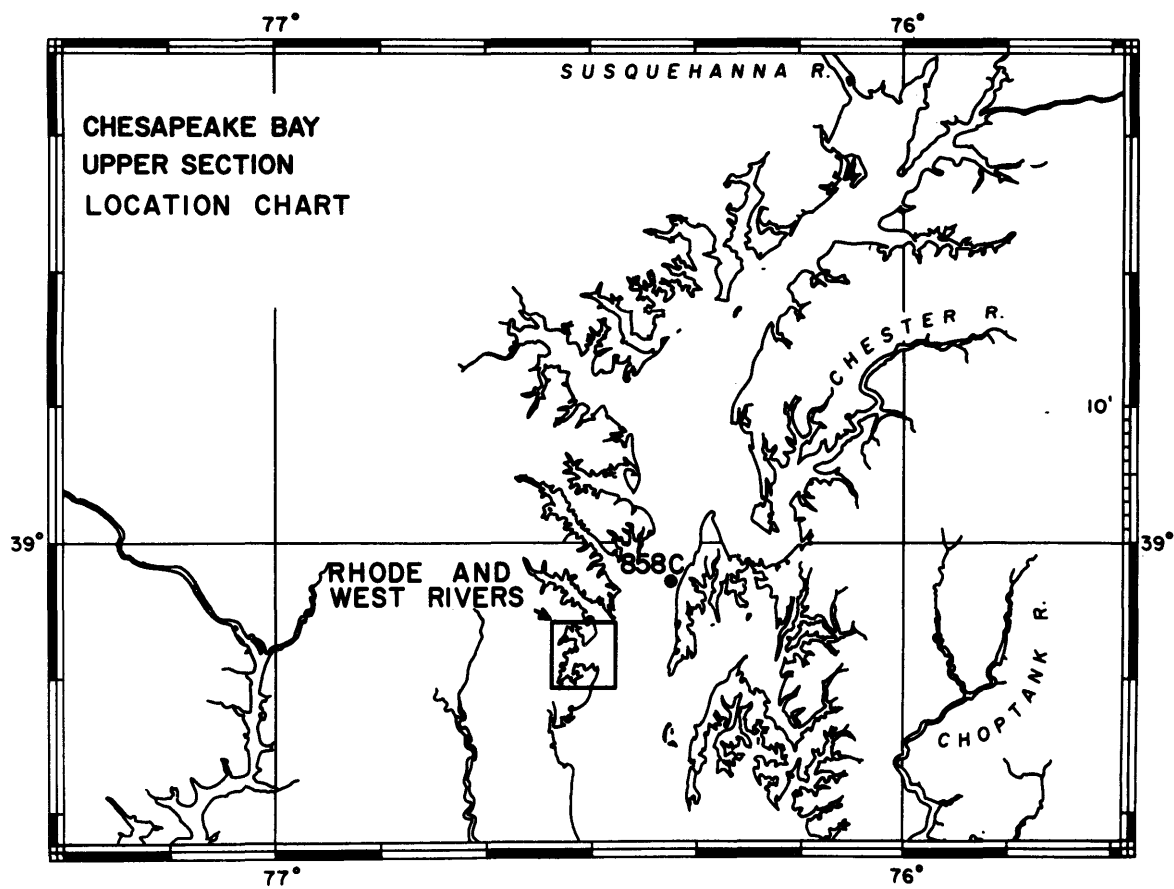 77°
76°
SUSQUEHANNA R.
CHESAPEAKE BAY
UPPER SECTION
LOCATION CHART
CHESTER R.
10'
39°
39°
858C
RHODE AND
WEST RIVERS
CHOPTANK R.
77°
76°